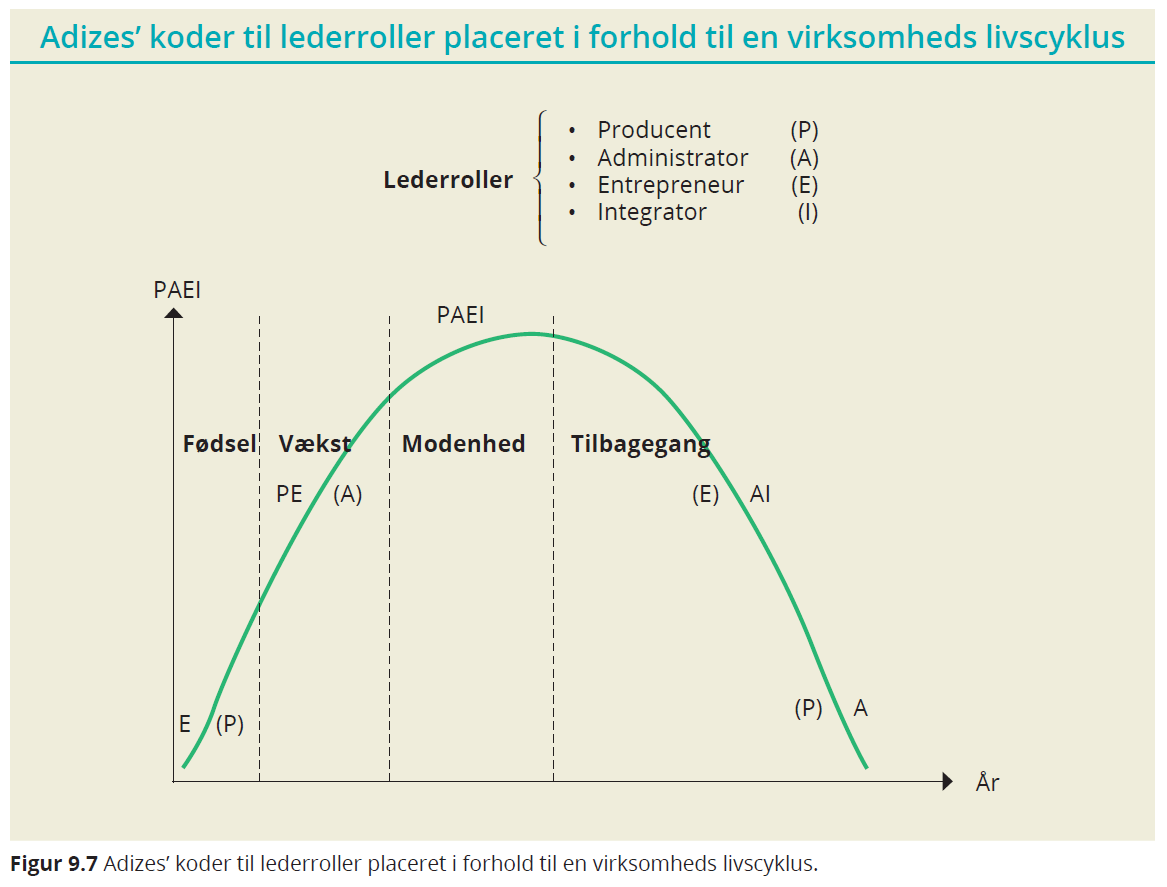 Adizes’ koder til lederroller placeret i forhold til en virksomheds livscyklus
Lederroller
• Producent (P)
• Administrator (A)
• Entrepreneur (E)
• Integrator (I)
PAEI
PAEI
Fødsel Vækst Modenhed Tilbagegang
PE (A) (E) AI
E (P) (P) A
År
Figur 9.7 Adizes’ koder til lederroller placeret i forhold til en virksomheds livscyklus.